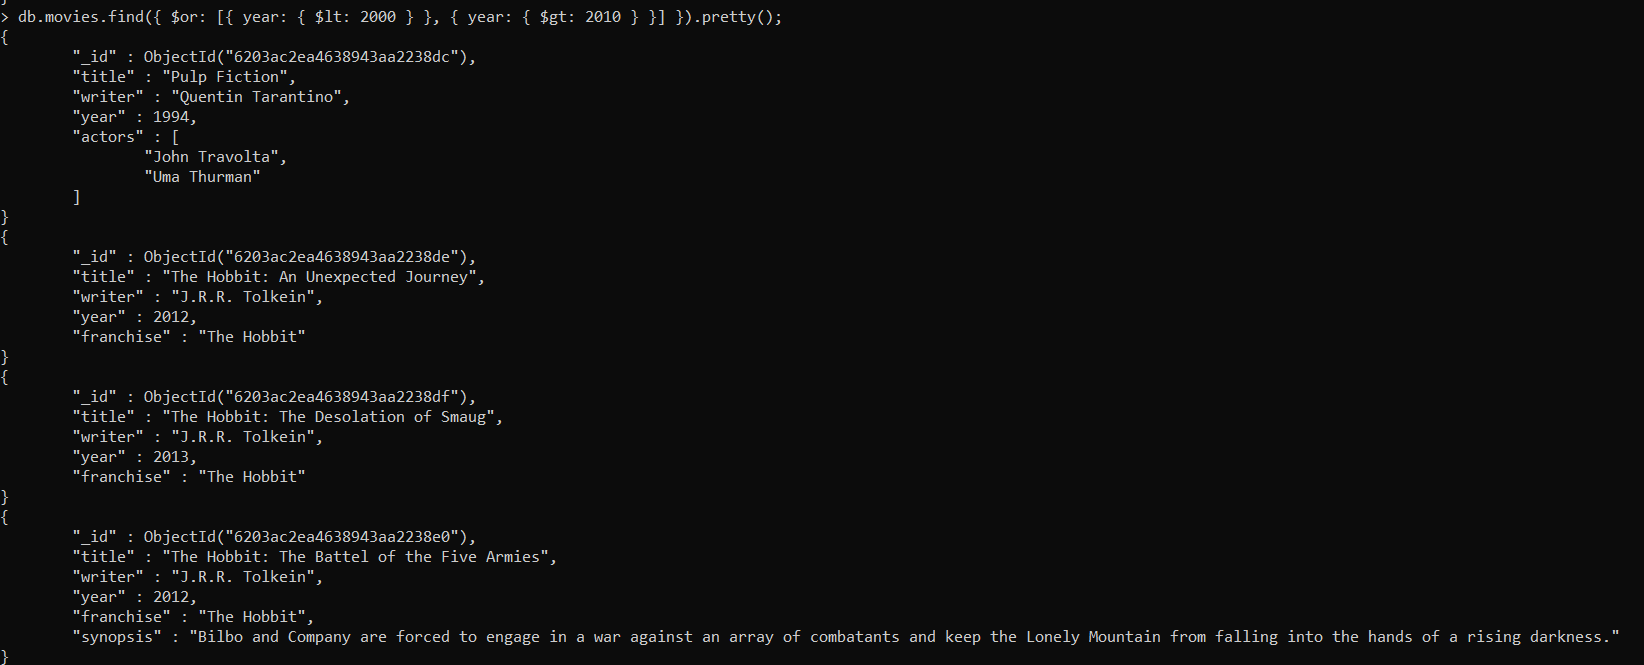 > db.movies.find({ $or: [{ year: { $lt: 2000 } }, { year: { $gt: 2010 } }] }).pretty();
{
        "_id" : ObjectId("6203ac2ea4638943aa2238dc"),
        "title" : "Pulp Fiction",
        "writer" : "Quentin Tarantino",
        "year" : 1994,
        "actors" : [
                "John Travolta",
                "Uma Thurman"
        ]
}
{
        "_id" : ObjectId("6203ac2ea4638943aa2238de"),
        "title" : "The Hobbit: An Unexpected Journey",
        "writer" : "J.R.R. Tolkein",
        "year" : 2012,
        "franchise" : "The Hobbit"
}
{
        "_id" : ObjectId("6203ac2ea4638943aa2238df"),
        "title" : "The Hobbit: The Desolation of Smaug",
        "writer" : "J.R.R. Tolkein",
        "year" : 2013,
        "franchise" : "The Hobbit"
}
{
        "_id" : ObjectId("6203ac2ea4638943aa2238e0"),
        "title" : "The Hobbit: The Battel of the Five Armies",
        "writer" : "J.R.R. Tolkein",
        "year" : 2012,
        "franchise" : "The Hobbit",
        "synopsis" : "Bilbo and Company are forced to engage in a war against an array of combatants and keep the Lonely Mountain from falling into the hands of a rising darkness."
}